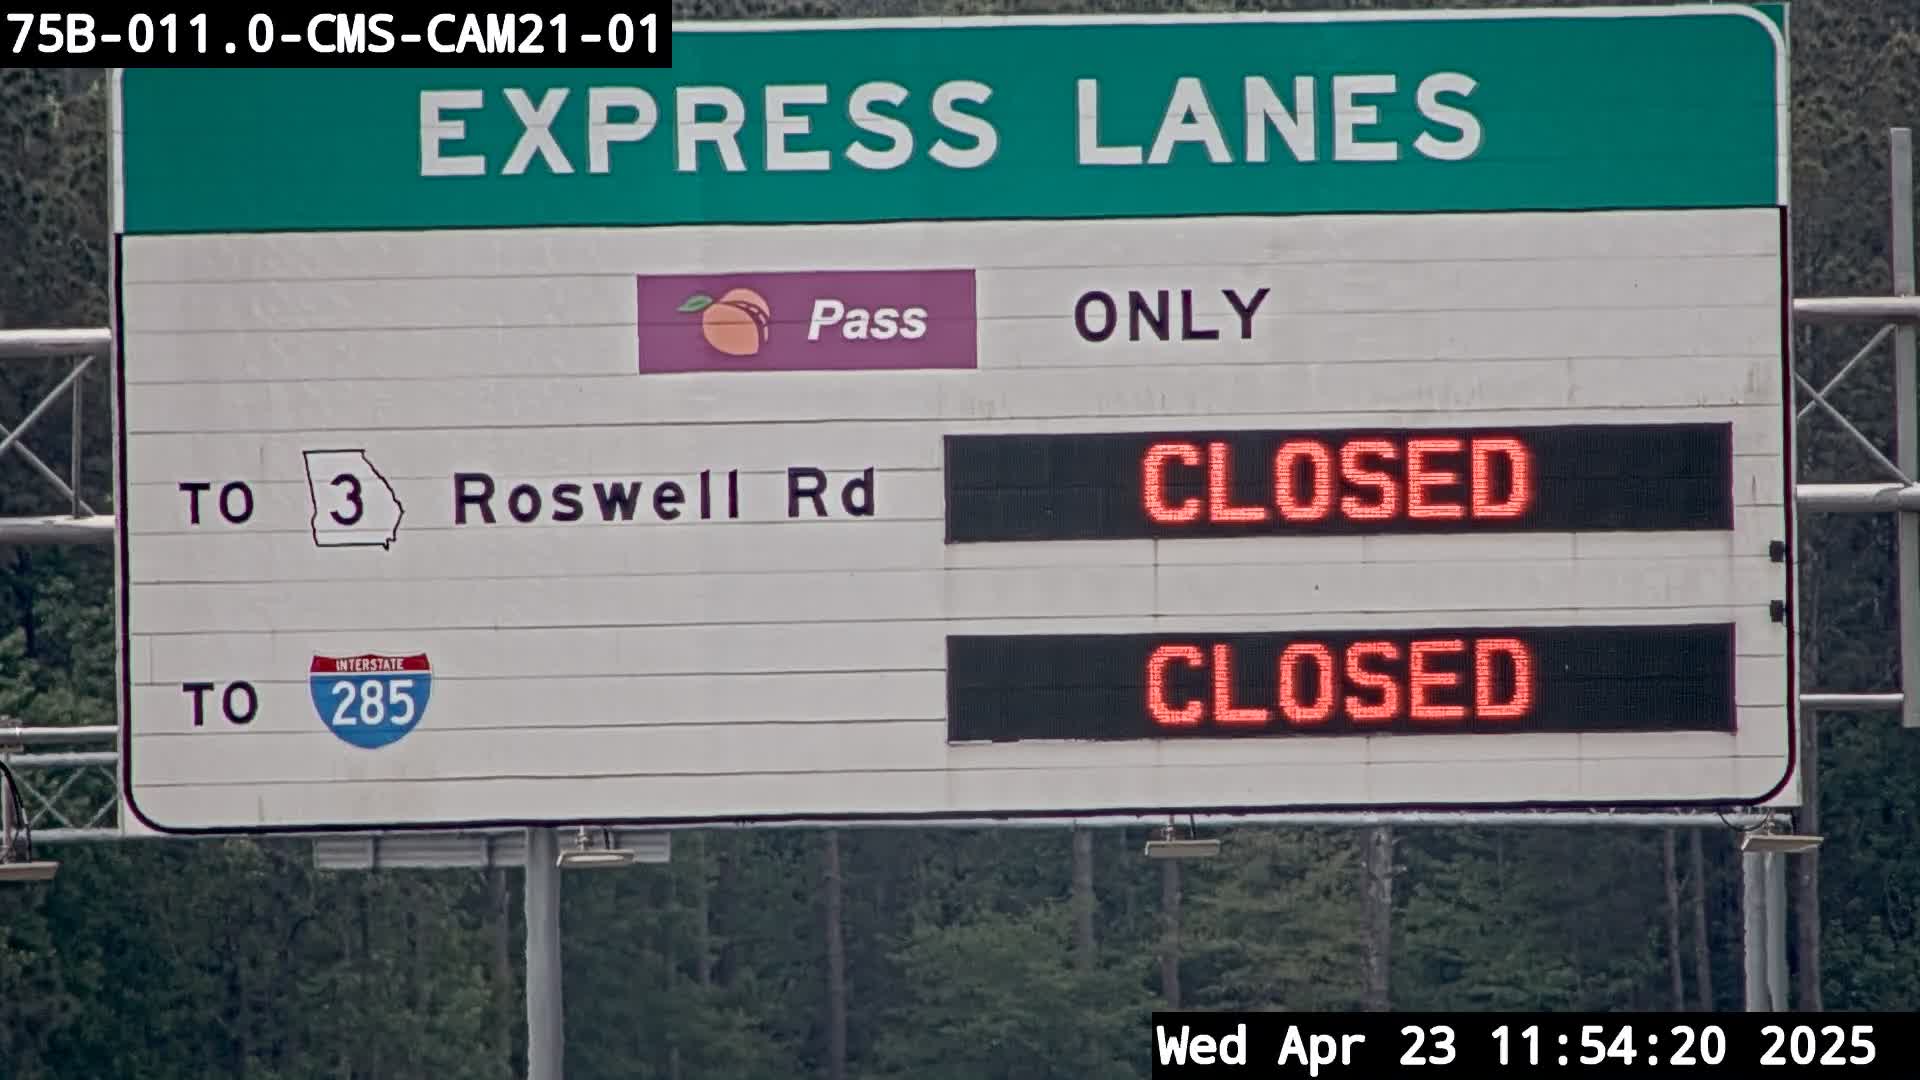 75B-011.0-CMS-CAM21-01
EXPRESS LANES
Pass ONLY
TO 3 Roswell Rd CLOSED
INTERSTATE
TO 285 CLOSED
Wed Apr 23 11:54:20 2025